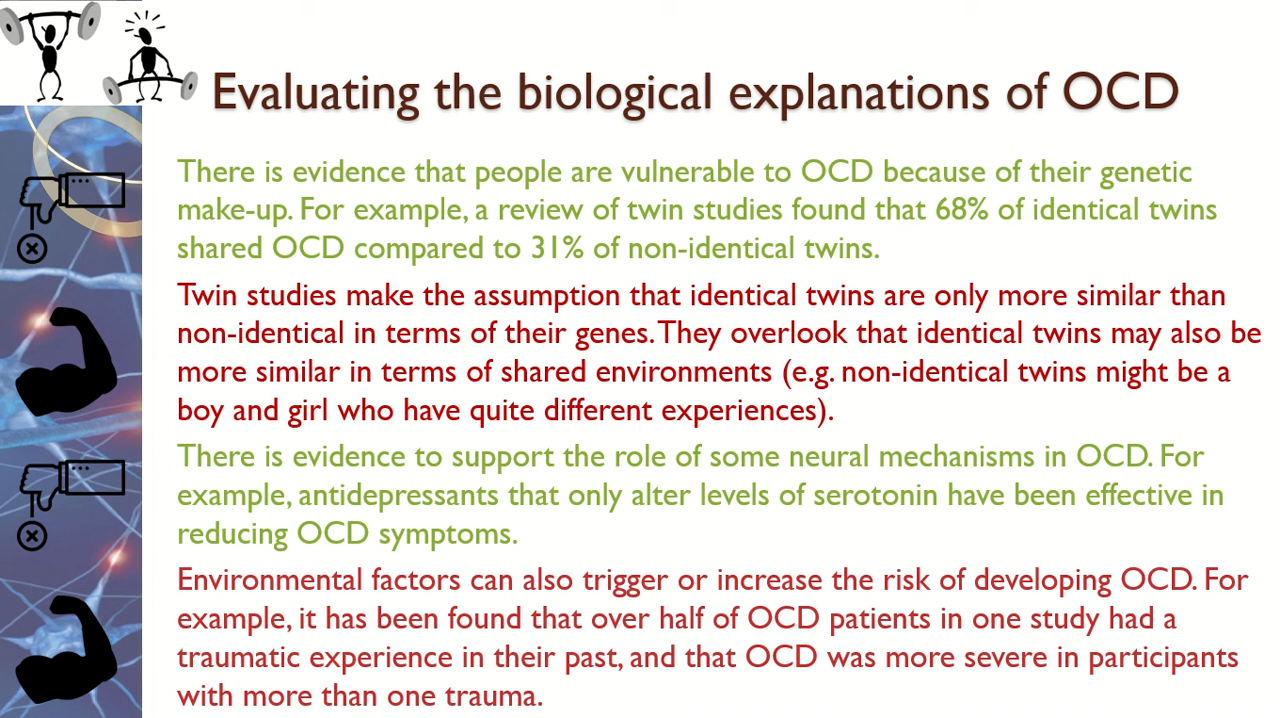 Evaluating the biological explanations of OCD
There is evidence that people are vulnerable to OCD because of their genetic
make-up. For example, a review of twin studies found that 68% of identical twins
shared OCD compared to 31% of non-identical twins.
Twin studies make the assumption that identical twins are only more similar than
non-identical in terms of their genes. They overlook that identical twins may also be
more similar in terms of shared environments (e.g. non-identical twins might be a
boy and girl who have quite different experiences).
There is evidence to support the role of some neural mechanisms in OCD. For
example, antidepressants that only alter levels of serotonin have been effective in
reducing OCD symptoms.
Environmental factors can also trigger or increase the risk of developing OCD. For
example, it has been found that over half of OCD patients in one study had a
traumatic experience in their past, and that OCD was more severe in participants
with more than one trauma.